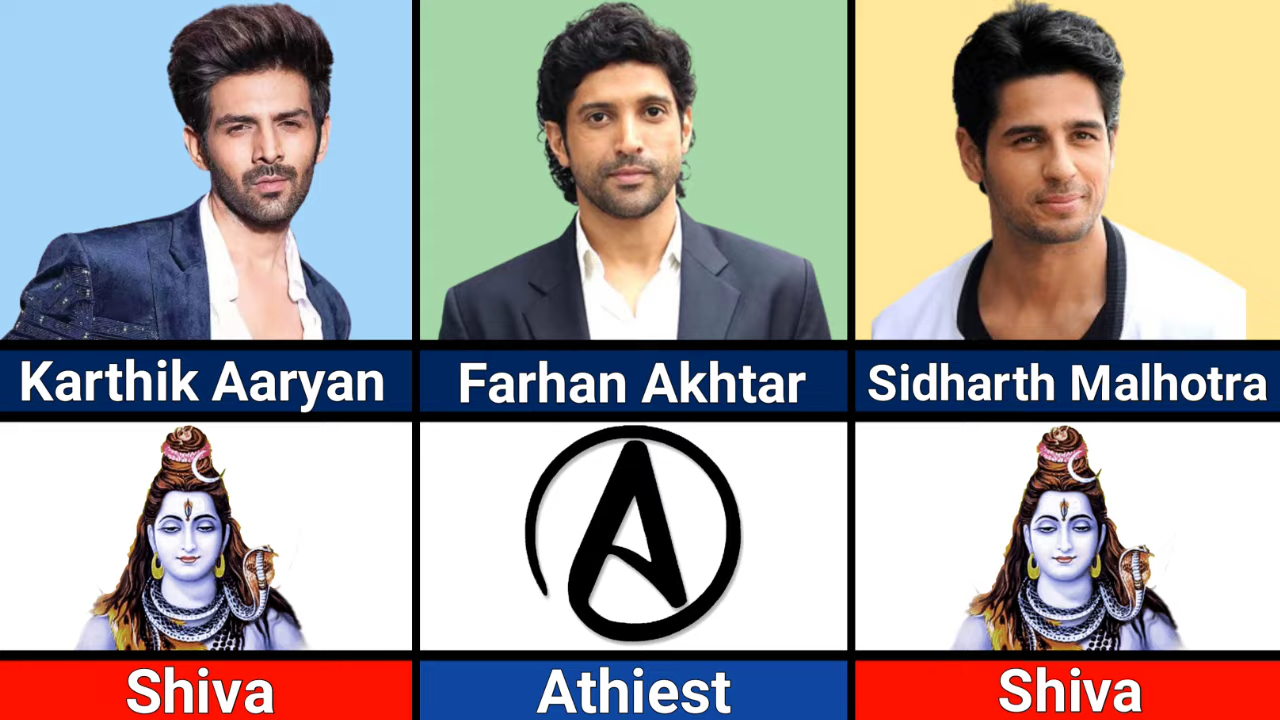 Karthik Aaryan
Farhan Akhtar
Sidharth Malhotra
Shiva
Athiest
Shiva